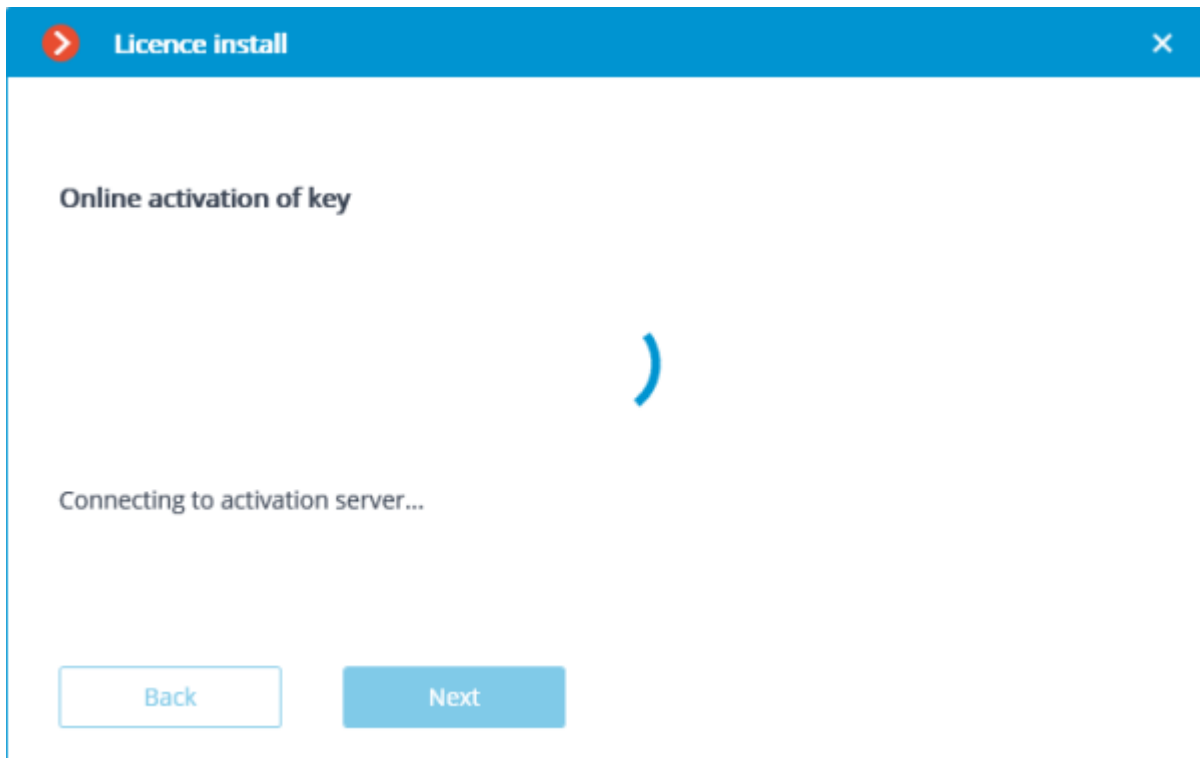 Licence install
Online activation of key
Connecting to activation server...
Back
Next